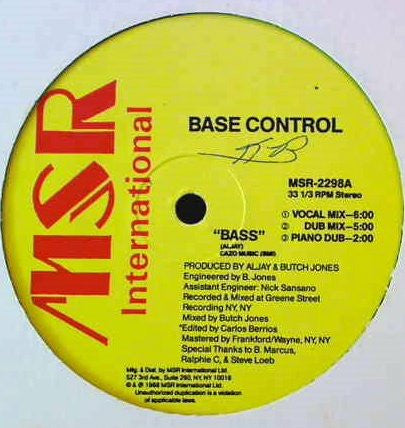 MSR
International
BASE CONTROL
MSR-2298A
33 1/3 RPM Stereo
① VOCAL MIX—6:00
② DUB MIX—5:00
③ PIANO DUB—2:00
"BASS"
(ALJAY)
CAZO MUSIC (BMI)
PRODUCED BY ALJAY & BUTCH JONES
Engineered by B. Jones
Assistant Engineer: Nick Sansano
Recorded & Mixed at Greene Street
Recording NY, NY
Mixed by Butch Jones
*Edited by Carlos Berrios
Mastered by Frankford/Wayne, NY, NY
Special Thanks to B. Marcus,
Ralphie C, & Steve Loeb
Mfg. & Dist. by MSR International Ltd.
527 3rd Ave., Suite 260, NY, NY 10016
© & ℗ 1988 MSR International Ltd.
Unauthorized duplication is a violation
of applicable laws.